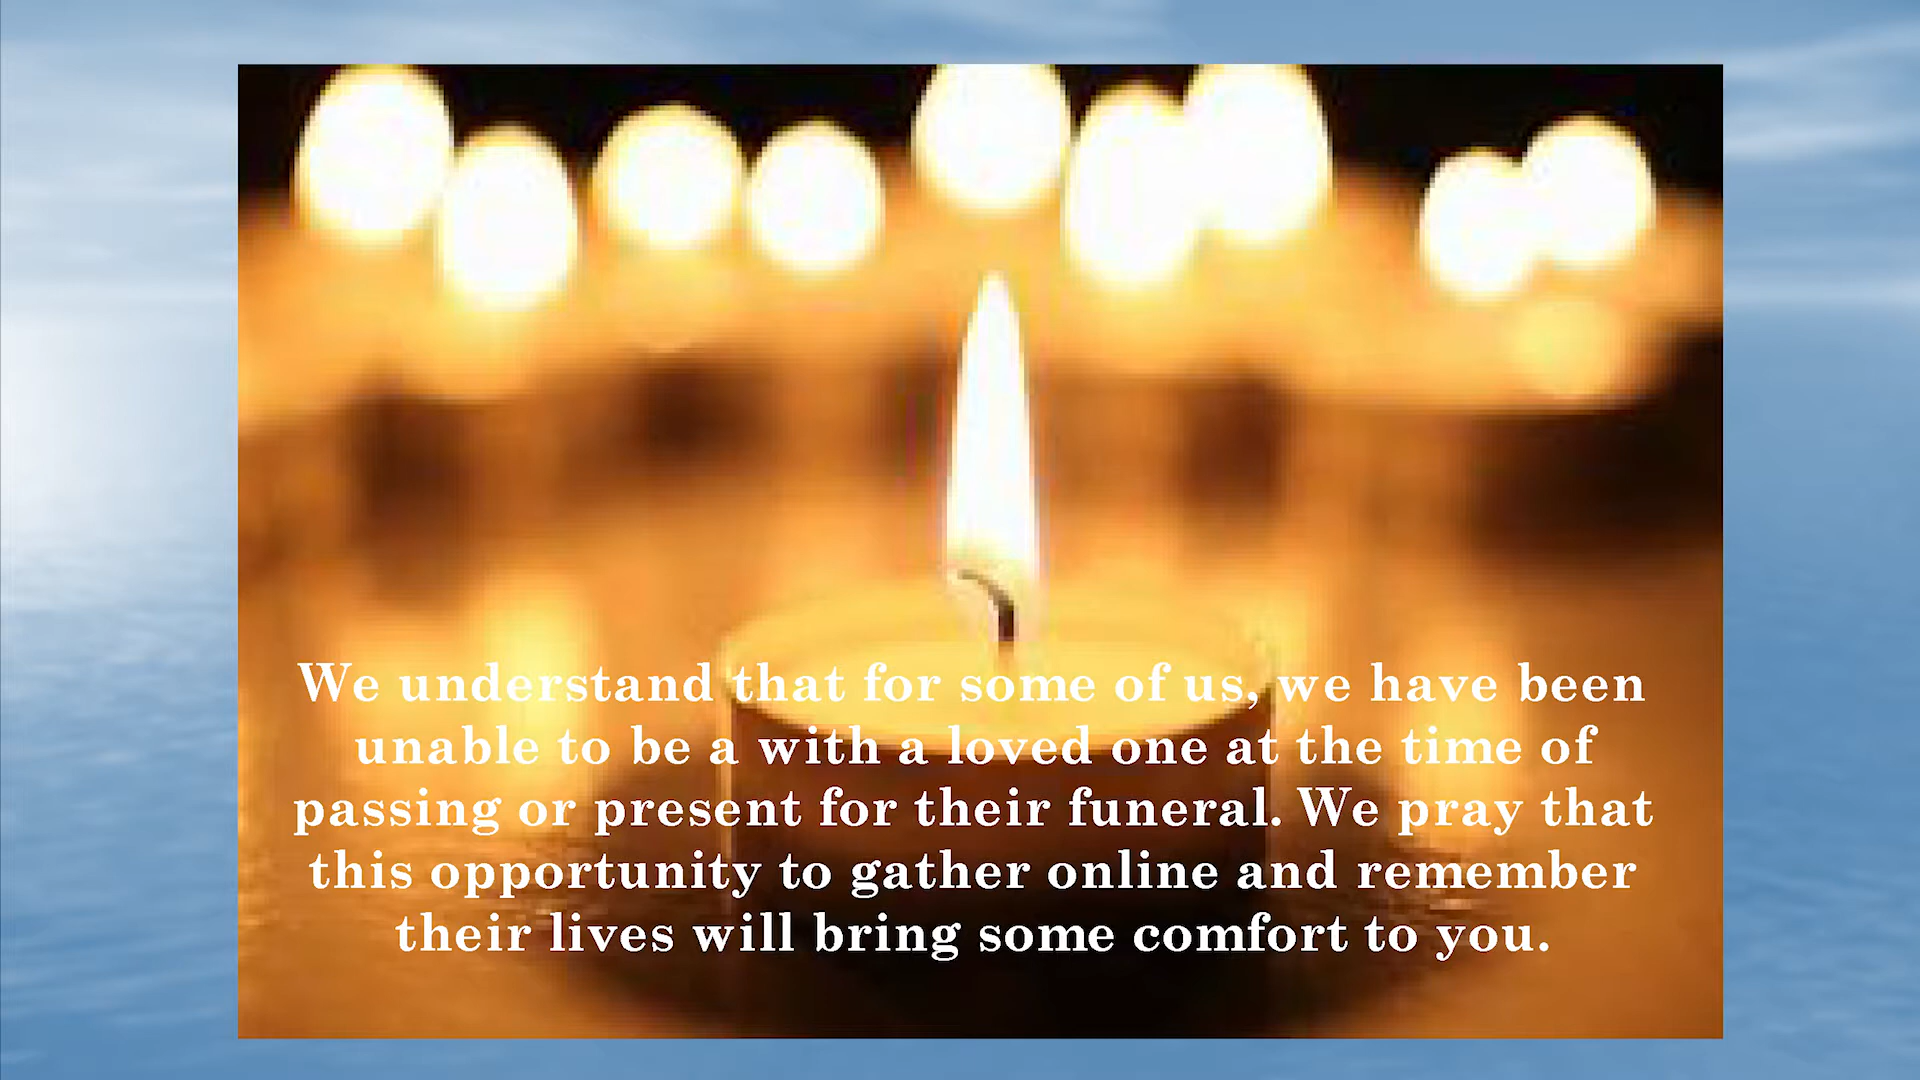 We understand that for some of us, we have been
unable to be a with a loved one at the time of
passing or present for their funeral. We pray that
this opportunity to gather online and remember
their lives will bring some comfort to you.